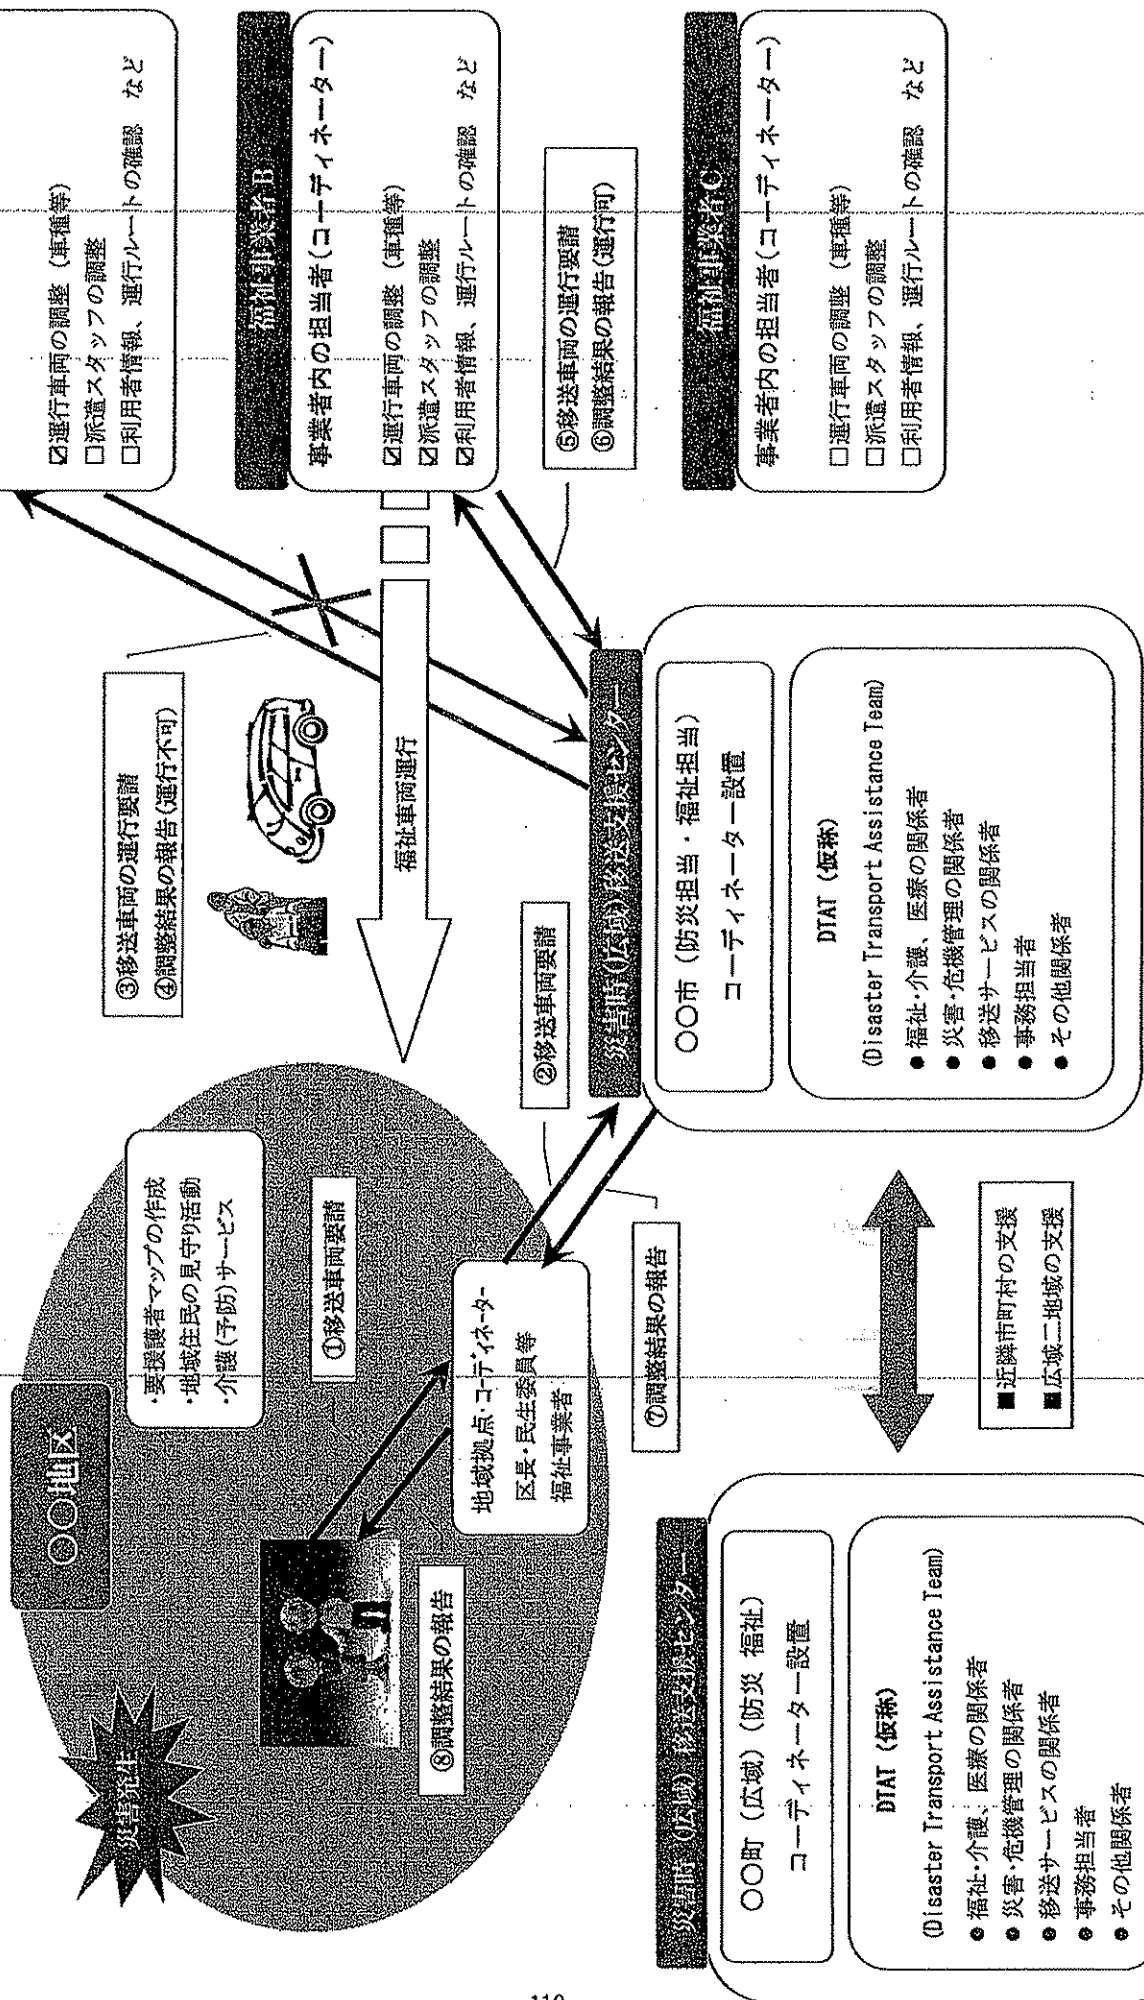 災害発生
〇〇地区
・要援護者マップの作成
・地域住民の見守り活動
・介護(予防)サービス
①移送車両要請
⑧調整結果の報告
地域拠点・コーディネーター
区長・民生委員等
福祉事業者
②移送車両要請
⑦調整結果の報告
③移送車両の運行要請
④調整結果の報告(運行不可)
福祉車両運行
☑運行車両の調整（車種等）
□派遣スタッフの調整
□利用者情報、運行ルートの確認　など
福祉事業者 B
事業者内の担当者(コーディネーター)
☑運行車両の調整（車種等）
☑派遣スタッフの調整
☑利用者情報、運行ルートの確認　など
⑤移送車両の運行要請
⑥調整結果の報告(運行可)
福祉事業者 C
事業者内の担当者(コーディネーター)
□運行車両の調整（車種等）
□派遣スタッフの調整
□利用者情報、運行ルートの確認　など
災害時(広域)移送支援センター
〇〇市（防災担当・福祉担当）
コーディネーター設置
DTAT（仮称）
(Disaster Transport Assistance Team)
● 福祉・介護、医療の関係者
● 災害・危機管理の関係者
● 移送サービスの関係者
● 事務担当者
● その他関係者
■近隣市町村の支援
■広域二地域の支援
災害時（広域）移送支援センター
〇〇町（広域）（防災 福祉）
コーディネーター設置
DTAT（仮称）
(Disaster Transport Assistance Team)
● 福祉・介護、医療の関係者
● 災害・危機管理の関係者
● 移送サービスの関係者
● 事務担当者
● その他関係者